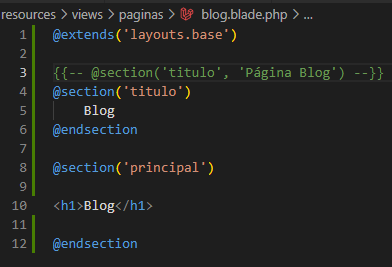 resources > views > paginas > blog.blade.php > ...
1 @extends('layouts.base')
2
3 {{-- @section('titulo', 'Página Blog') --}}
4 @section('titulo')
5 Blog
6 @endsection
7
8 @section('principal')
9
10 <h1>Blog</h1>
11
12 @endsection